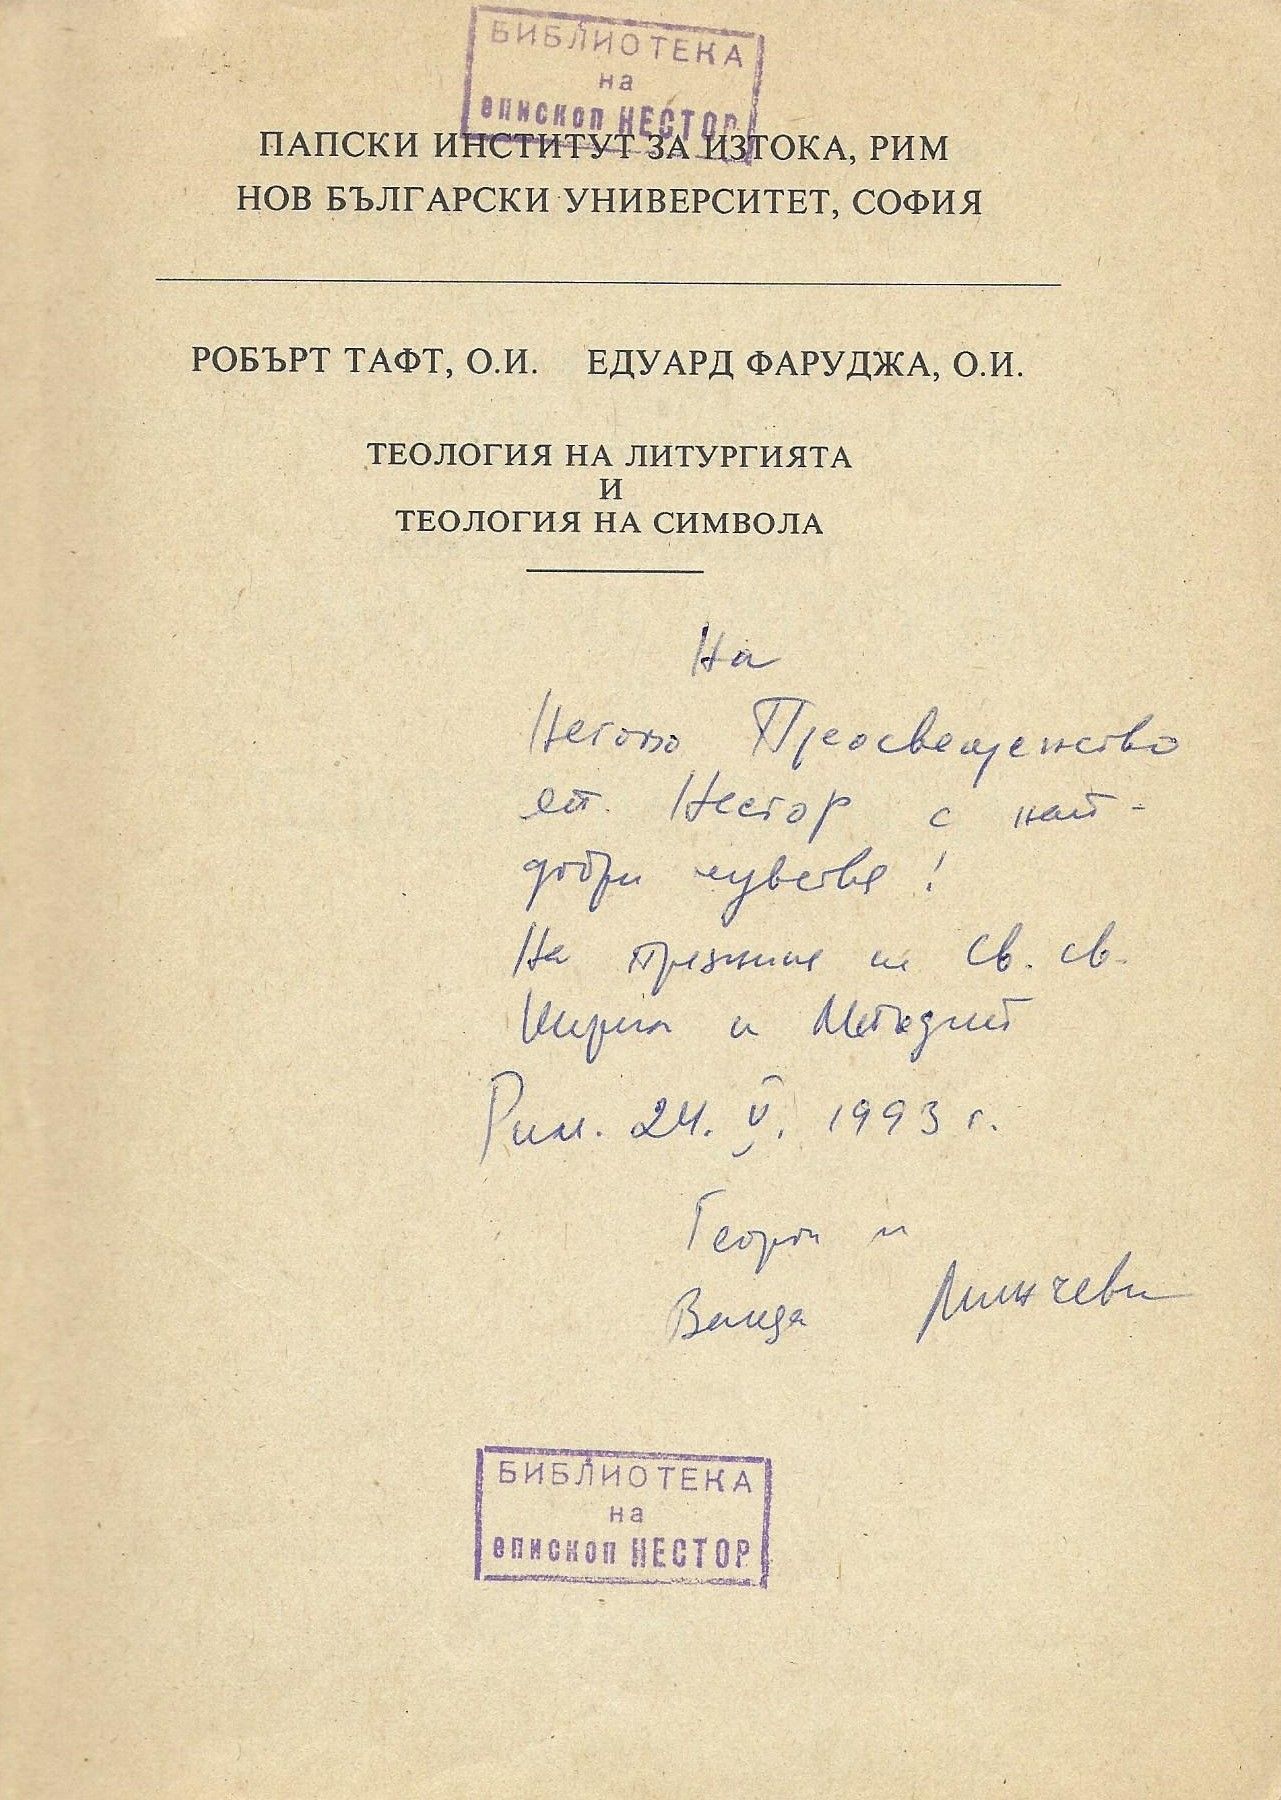 БИБЛИОТЕКА
на
епископ НЕСТОР
ПАПСКИ ИНСТИТУТ ЗА ИЗТОКА, РИМ
НОВ БЪЛГАРСКИ УНИВЕРСИТЕТ, СОФИЯ
РОБЪРТ ТАФТ, О.И. ЕДУАРД ФАРУДЖА, О.И.
ТЕОЛОГИЯ НА ЛИТУРГИЯТА
И
ТЕОЛОГИЯ НА СИМВОЛА
На
Негово Преосвещенство
еп. Нестор с най-
добри чувства!
На празника на Св. св.
Кирил и Методий
Рим. 24. V. 1993 г.
Георги и
Ванда Минчеви
БИБЛИОТЕКА
на
епископ НЕСТОР